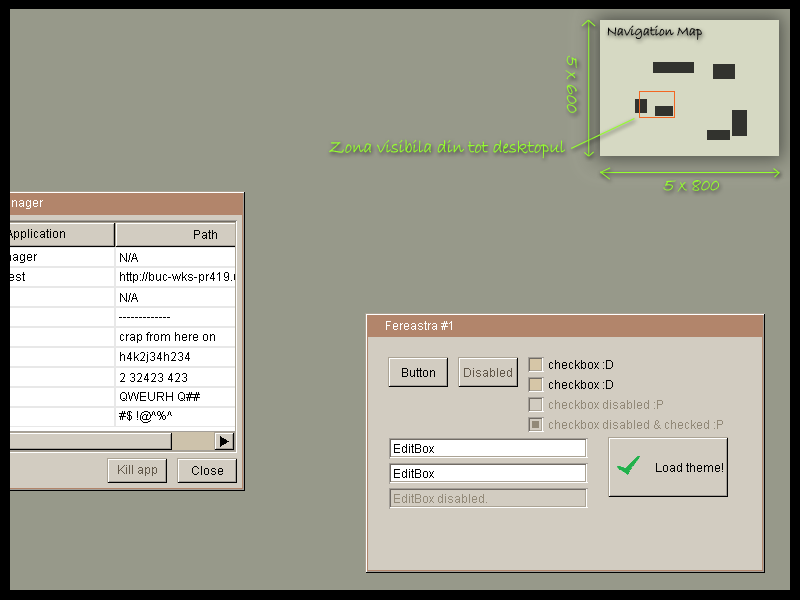 Navigation Map
5 x 600
Zona visibila din tot desktopul
5 x 800
nager
Application
Path
nager
N/A
est
http://buc-wks-pr419.
N/A
-------------
crap from here on
h4k2j34h234
2 32423 423
QWEURH Q##
#$ !@^%^
Kill app
Close
Fereastra #1
Button
Disabled
checkbox :D
checkbox :D
checkbox disabled :P
checkbox disabled & checked :P
EditBox
EditBox
EditBox disabled.
Load theme!